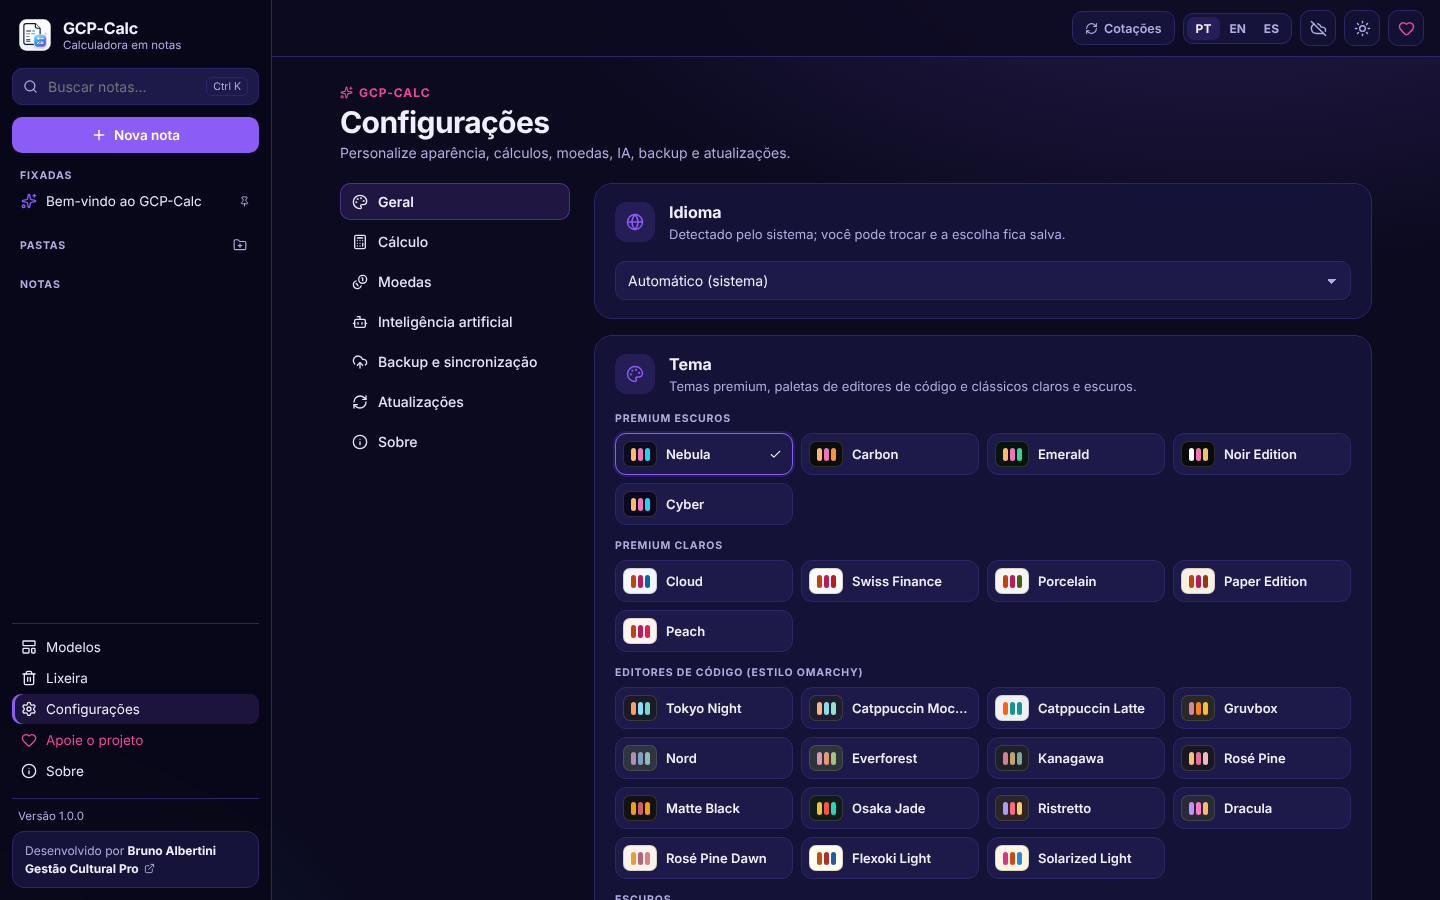 GCP-Calc
Calculadora em notas
Buscar notas...
Ctrl K
Nova nota
FIXADAS
Bem-vindo ao GCP-Calc
PASTAS
NOTAS
Modelos
Lixeira
Configurações
Apoie o projeto
Sobre
Versão 1.0.0
Desenvolvido por Bruno Albertini
Gestão Cultural Pro
Cotações
PT EN ES
GCP-CALC
Configurações
Personalize aparência, cálculos, moedas, IA, backup e atualizações.
Geral
Cálculo
Moedas
Inteligência artificial
Backup e sincronização
Atualizações
Sobre
Idioma
Detectado pelo sistema; você pode trocar e a escolha fica salva.
Automático (sistema)
Tema
Temas premium, paletas de editores de código e clássicos claros e escuros.
PREMIUM ESCUROS
Nebula Carbon Emerald Noir Edition
Cyber
PREMIUM CLAROS
Cloud Swiss Finance Porcelain Paper Edition
Peach
EDITORES DE CÓDIGO (ESTILO OMARCHY)
Tokyo Night Catppuccin Moc... Catppuccin Latte Gruvbox
Nord Everforest Kanagawa Rosé Pine
Matte Black Osaka Jade Ristretto Dracula
Rosé Pine Dawn Flexoki Light Solarized Light
ESCUROS